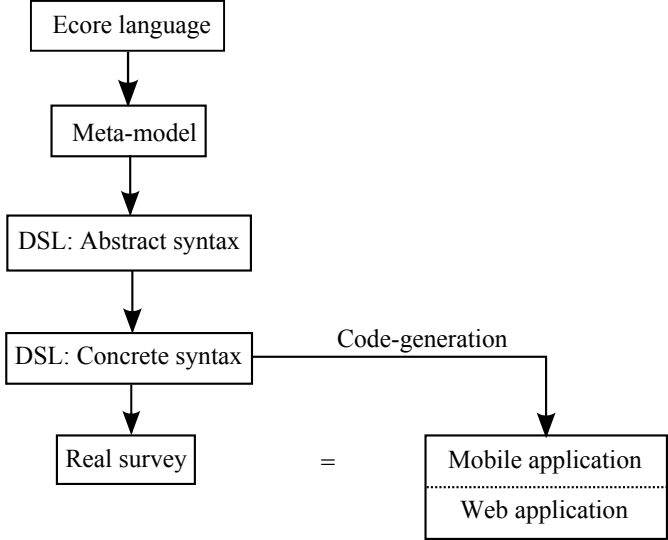 Ecore language
Meta-model
DSL: Abstract syntax
DSL: Concrete syntax
Code-generation
Real survey
=
Mobile application
Web application